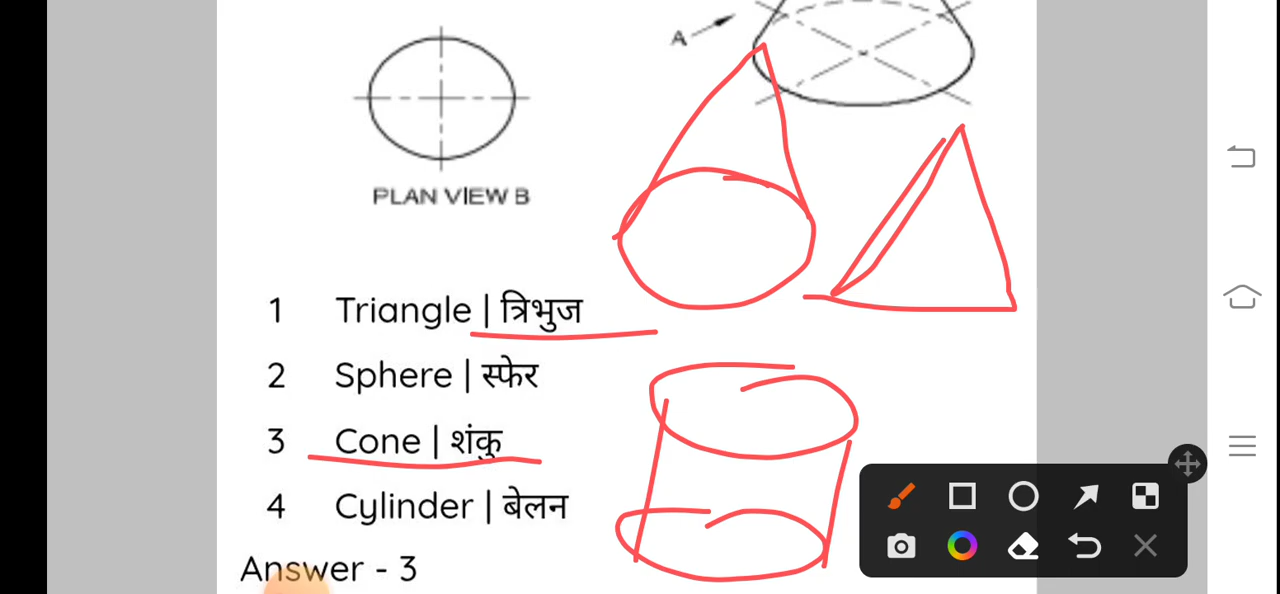 A
PLAN VIEW B
1 Triangle | त्रिभुज
2 Sphere | स्फेर
3 Cone | शंकु
4 Cylinder | बेलन
Answer - 3